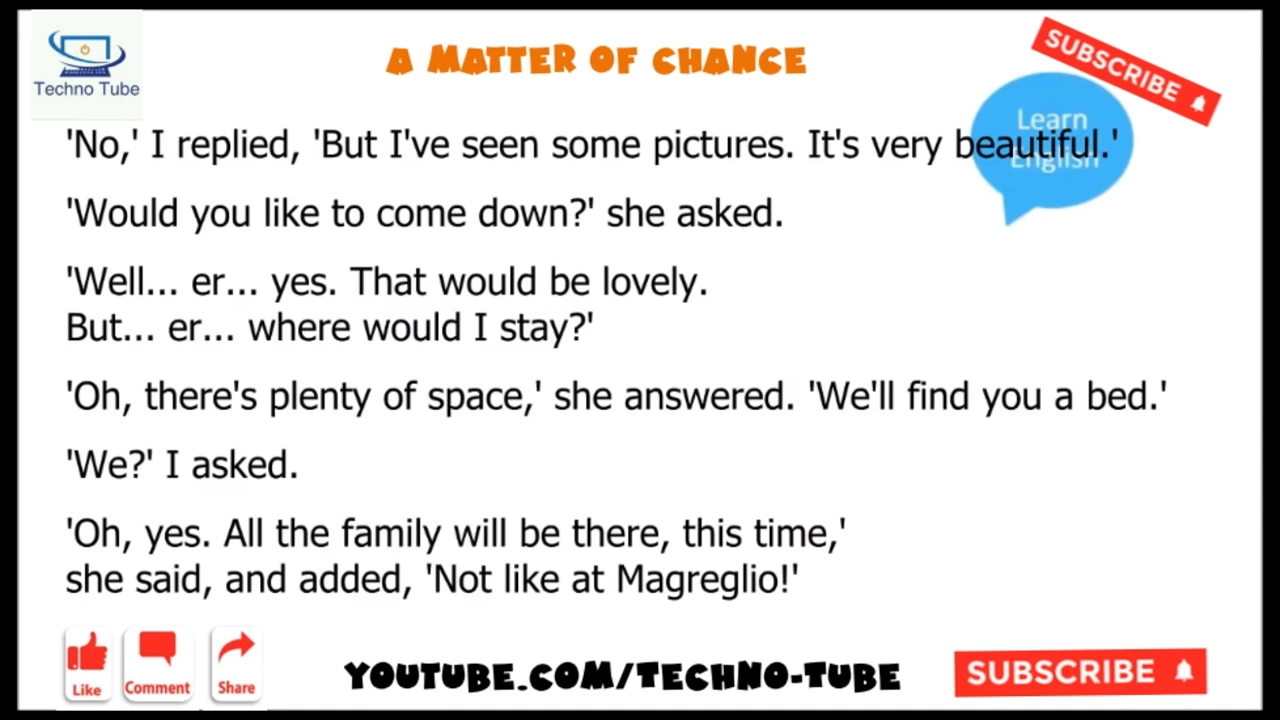 Techno Tube
A MATTER OF CHANCE
SUBSCRIBE
Learn
English
'No,' I replied, 'But I've seen some pictures. It's very beautiful.'
'Would you like to come down?' she asked.
'Well... er... yes. That would be lovely.
But... er... where would I stay?'
'Oh, there's plenty of space,' she answered. 'We'll find you a bed.'
'We?' I asked.
'Oh, yes. All the family will be there, this time,'
she said, and added, 'Not like at Magreglio!'
Like
Comment
Share
YOUTUBE.COM/TECHNO-TUBE
SUBSCRIBE